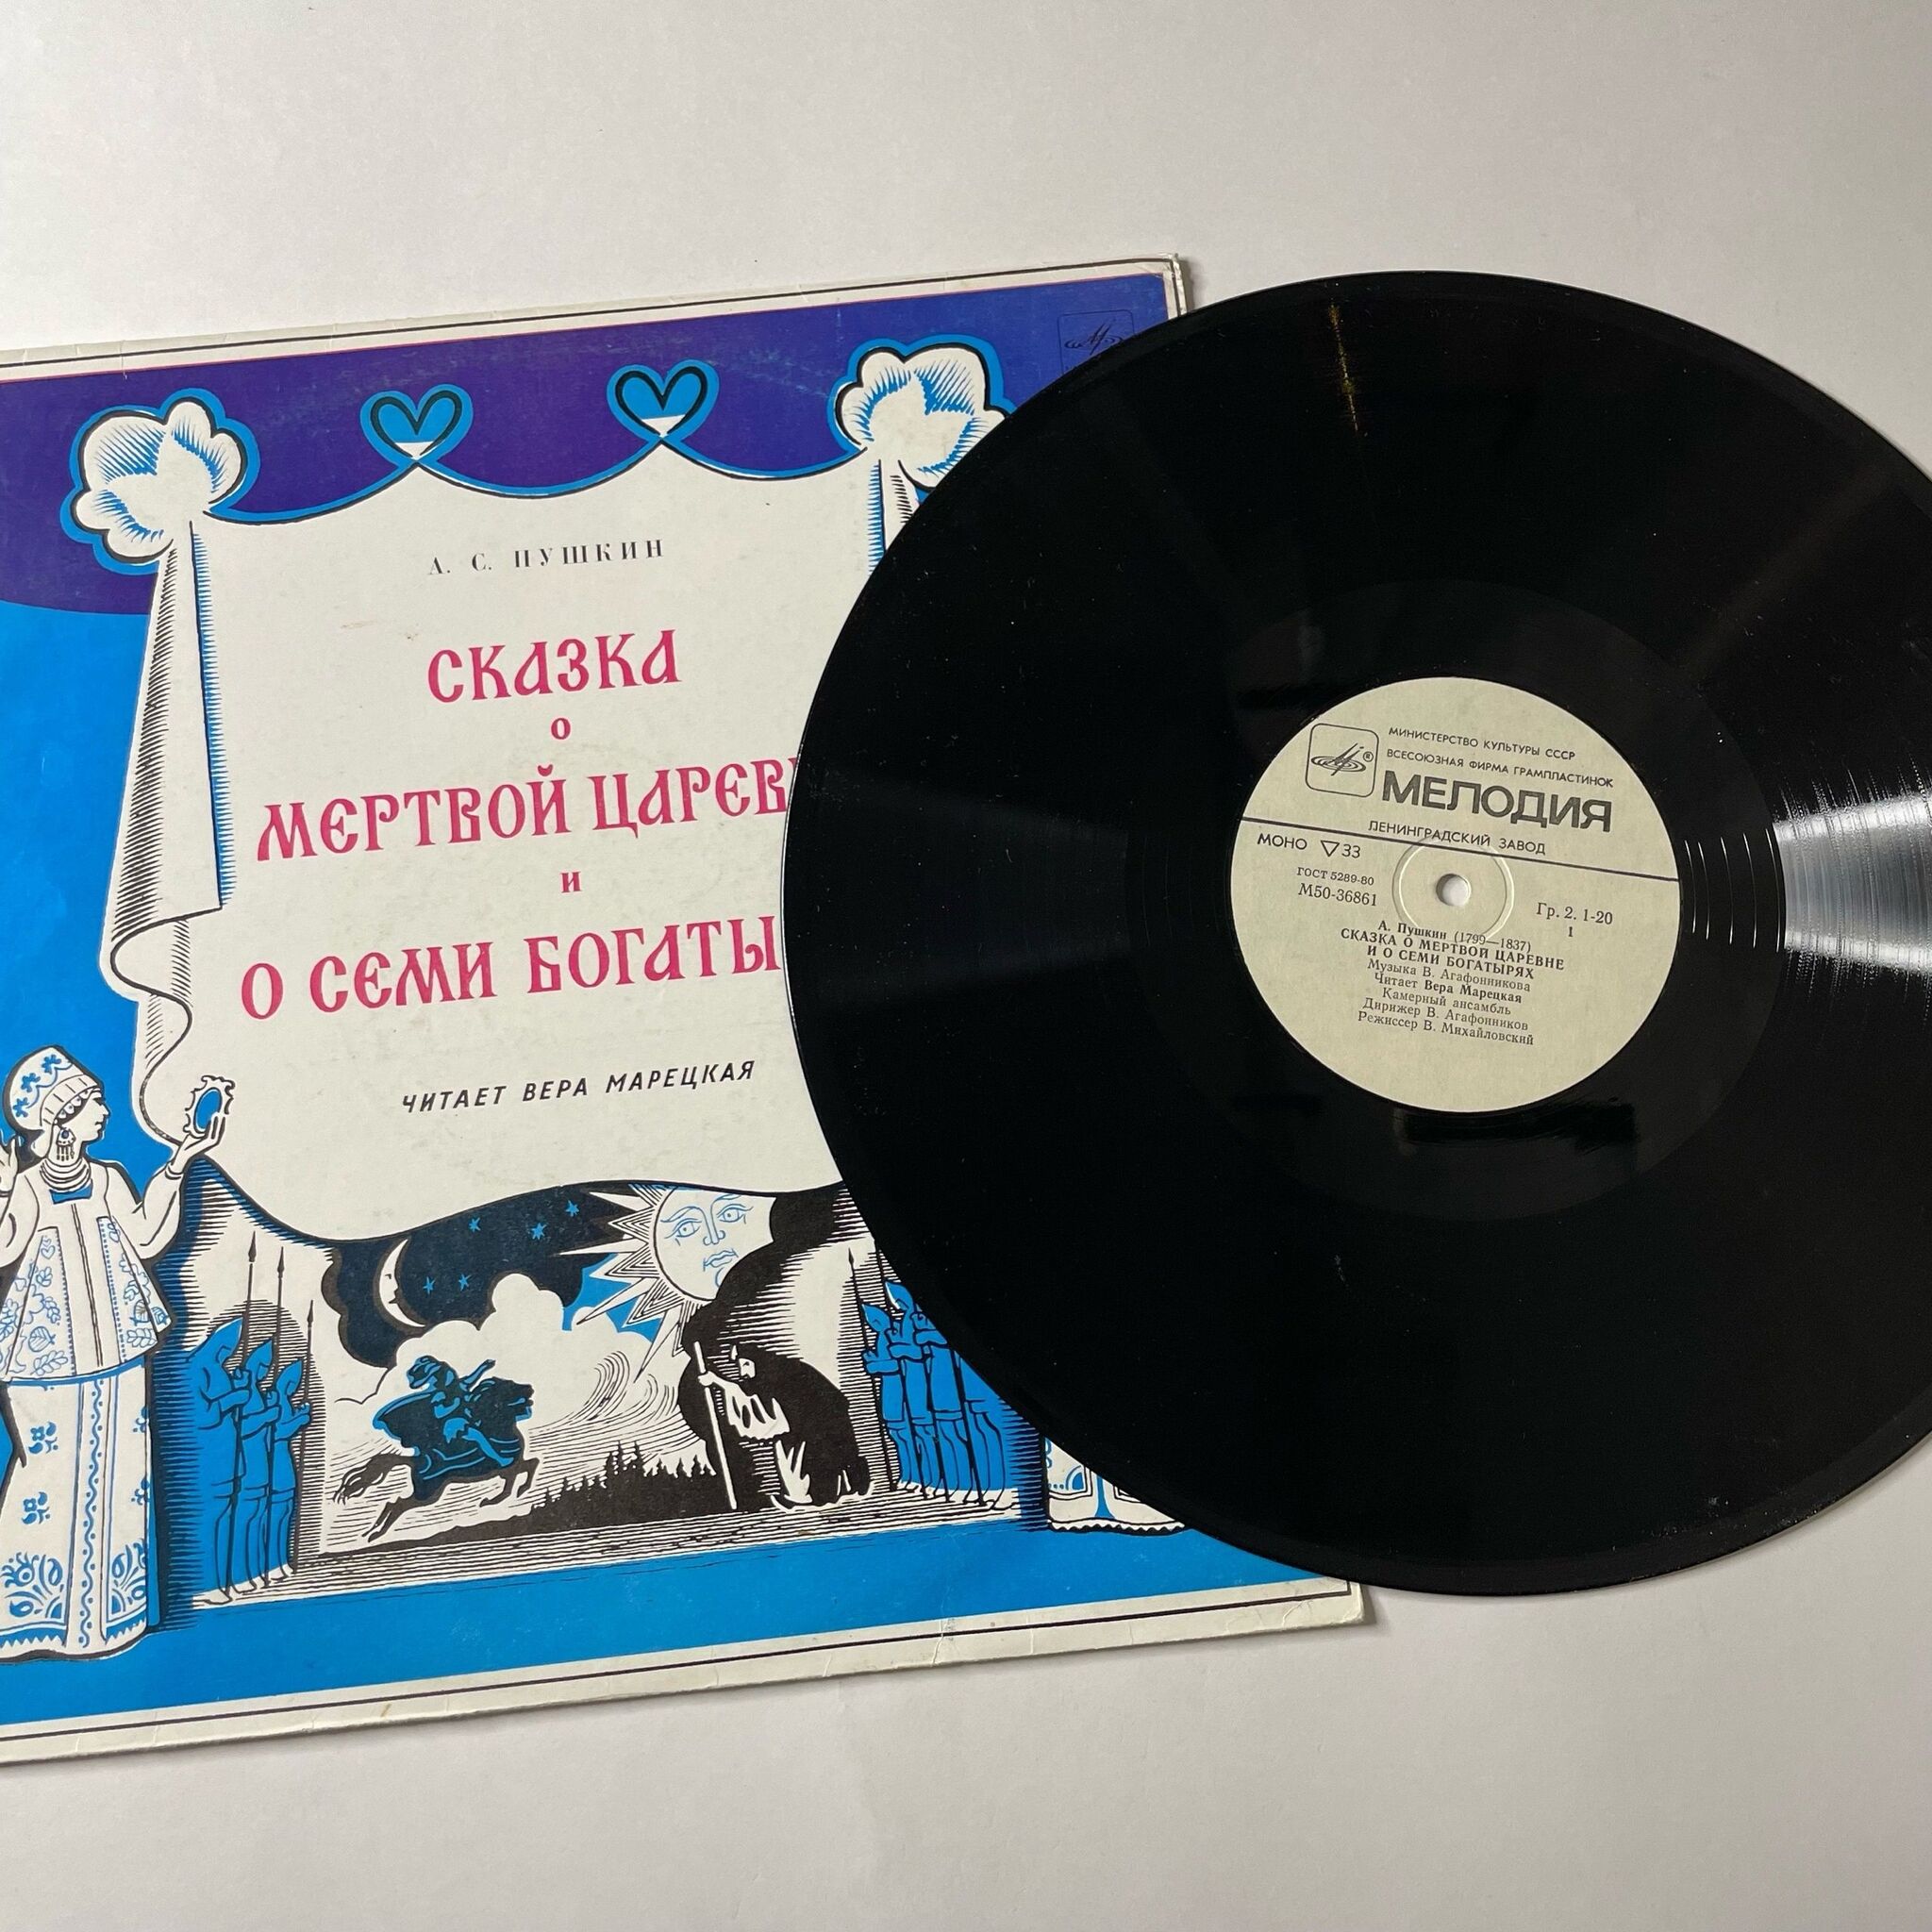 А. С. ПУШКИН
СКАЗКА
о
МЕРТВОЙ ЦАРЕВ
и
О СЕМИ БОГАТЫ
ЧИТАЕТ ВЕРА МАРЕЦКАЯ
МИНИСТЕРСТВО КУЛЬТУРЫ СССР
ВСЕСОЮЗНАЯ ФИРМА ГРАМПЛАСТИНОК
МЕЛОДИЯ
ЛЕНИНГРАДСКИЙ ЗАВОД
МОНО ▽33
ГОСТ 5289-80
М50-36861
Гр. 2. 1-20
1
А. Пушкин (1799—1837)
СКАЗКА О МЕРТВОЙ ЦАРЕВНЕ
И О СЕМИ БОГАТЫРЯХ
Музыка В. Агафонникова
Читает Вера Марецкая
Камерный ансамбль
Дирижер В. Агафонников
Режиссер В. Михайловский